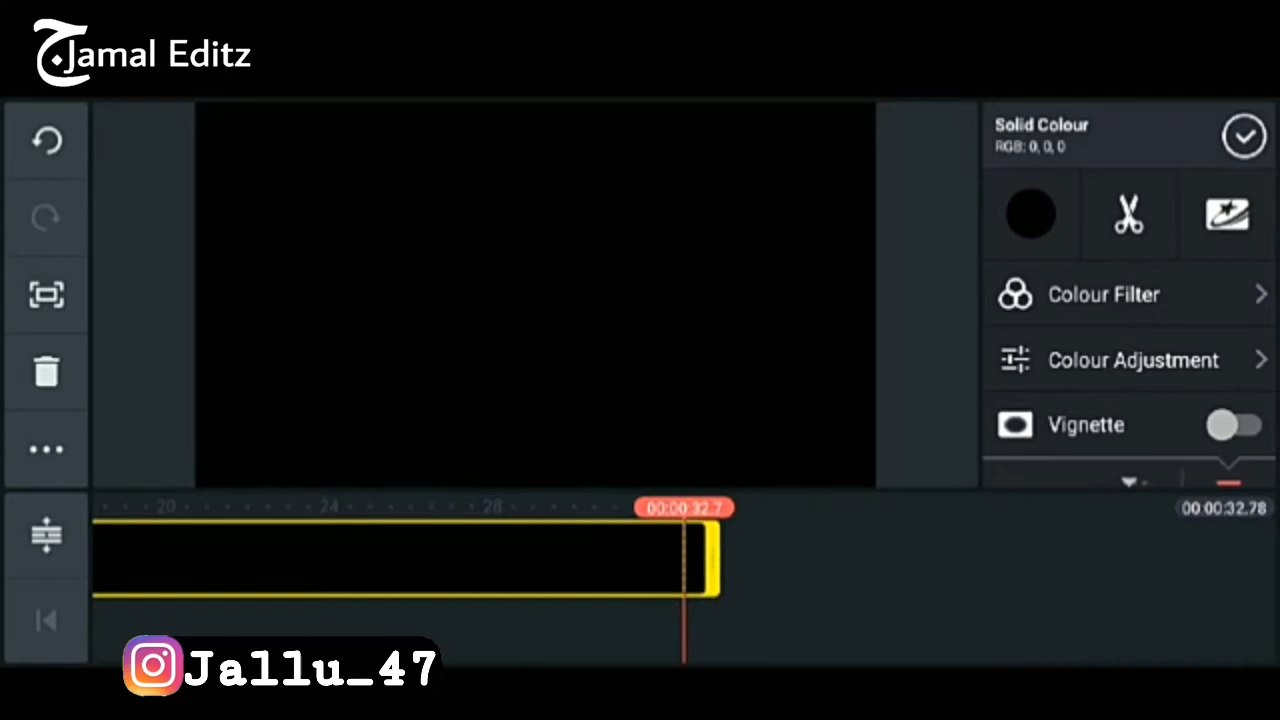 ج Jamal Editz
Solid Colour
RGB: 0, 0, 0
Colour Filter
Colour Adjustment
Vignette
20 24 28
00:00:32.7
00:00:32.78
Jallu_47